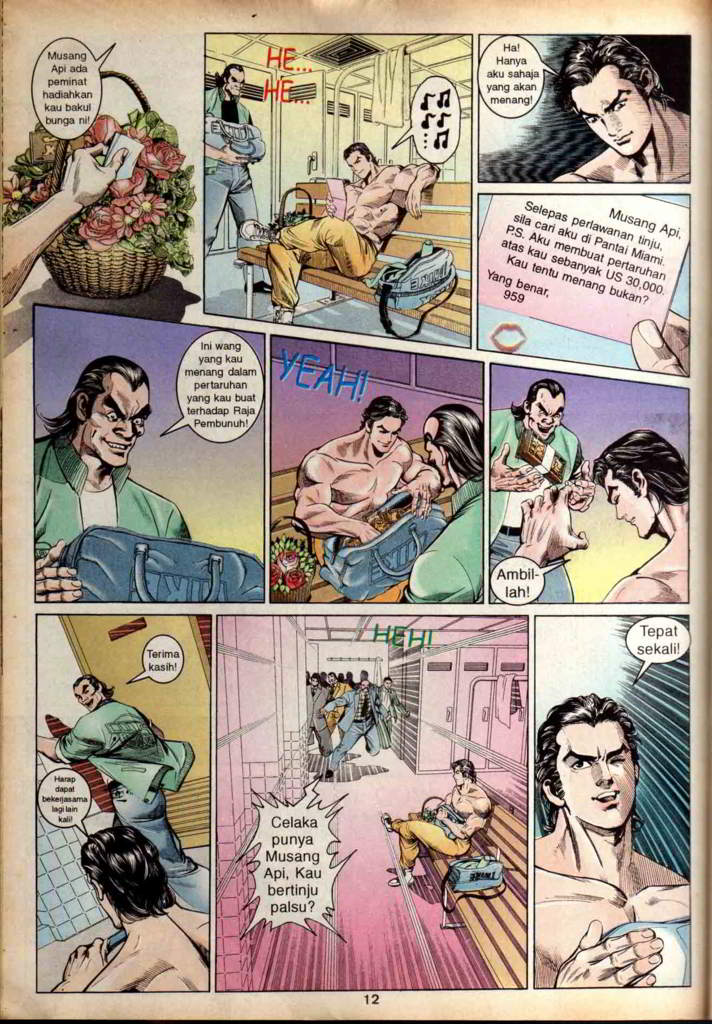 Musang
Api ada
peminat
hadiahkan
kau bakul
bunga ni!
HE...
HE...
Ha!
Hanya
aku sahaja
yang akan
menang!
Musang Api,
Selepas perlawanan tinju,
sila cari aku di Pantai Miami.
P.S. Aku membuat pertaruhan
atas kau sebanyak US 30,000.
Kau tentu menang bukan?
Yang benar,
959
Ini wang
yang kau
menang dalam
pertaruhan
yang kau buat
terhadap Raja
Pembunuh!
YEAH!
Ambil-
lah!
Terima
kasih!
Harap
dapat
bekerjasama
lagi lain
kali!
HEH!
Celaka
punya
Musang
Api, Kau
bertinju
palsu?
Tepat
sekali!
12